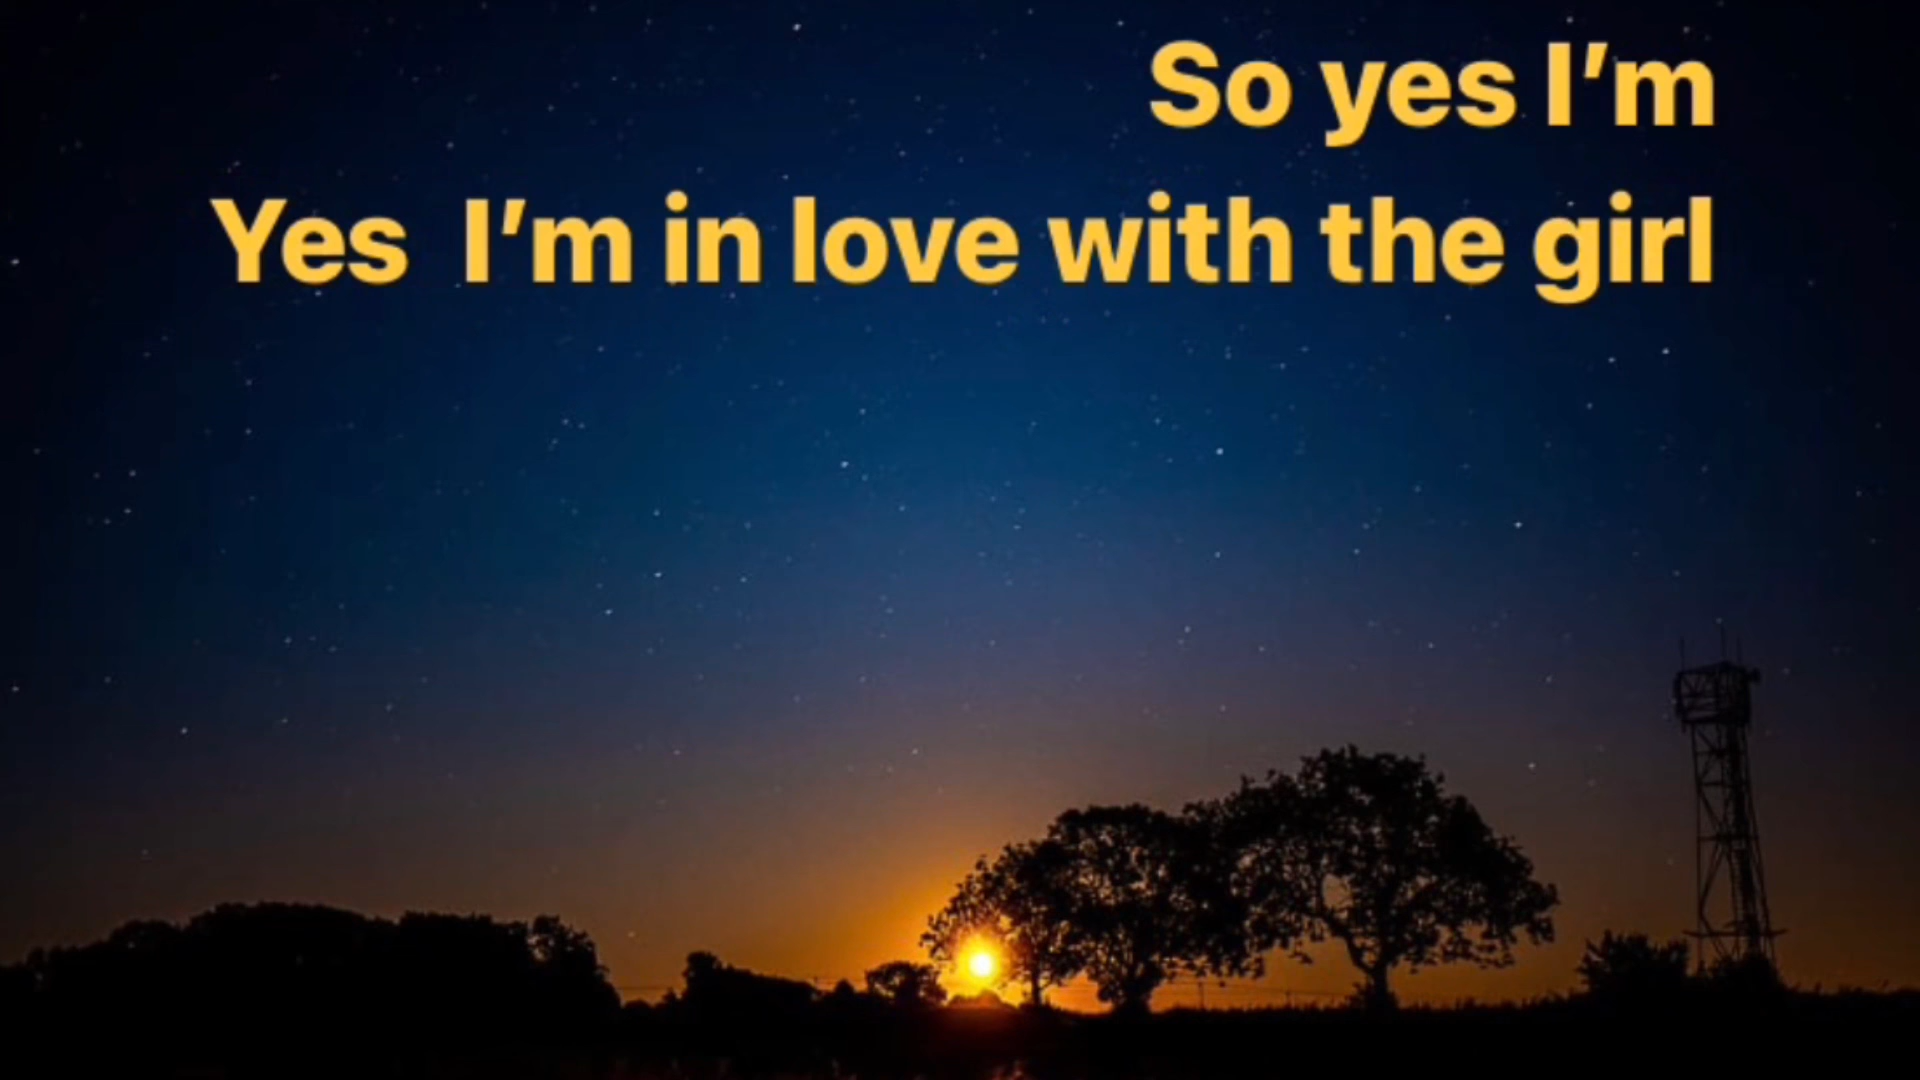 So yes I’m
Yes  I’m in love with the girl